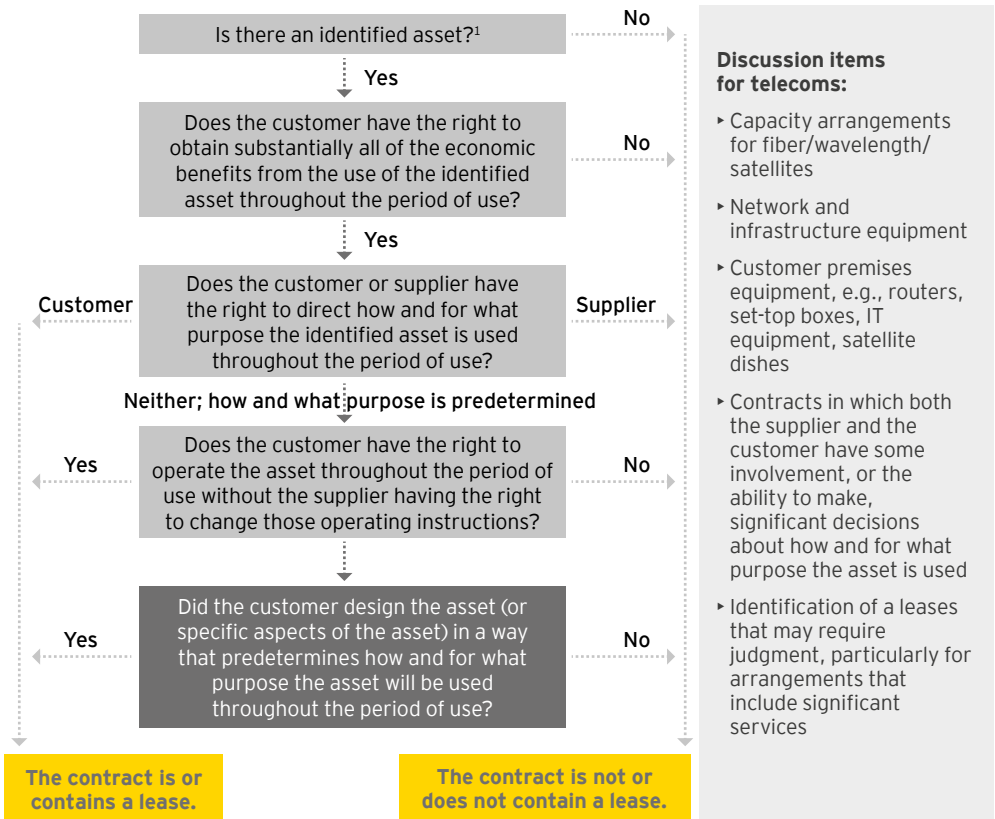 Is there an identified asset?¹
No
Yes
Does the customer have the right to
obtain substantially all of the economic
benefits from the use of the identified
asset throughout the period of use?
No
Yes
Does the customer or supplier have
the right to direct how and for what
purpose the identified asset is used
throughout the period of use?
Customer
Supplier
Neither; how and what purpose is predetermined
Does the customer have the right to
operate the asset throughout the period of
use without the supplier having the right
to change those operating instructions?
Yes
No
Did the customer design the asset (or
specific aspects of the asset) in a way
that predetermines how and for what
purpose the asset will be used
throughout the period of use?
Yes
No
The contract is or
contains a lease.
The contract is not or
does not contain a lease.
Discussion items
for telecoms:
‣ Capacity arrangements
for fiber/wavelength/
satellites
‣ Network and
infrastructure equipment
‣ Customer premises
equipment, e.g., routers,
set-top boxes, IT
equipment, satellite
dishes
‣ Contracts in which both
the supplier and the
customer have some
involvement, or the
ability to make,
significant decisions
about how and for what
purpose the asset is used
‣ Identification of a leases
that may require
judgment, particularly for
arrangements that
include significant
services